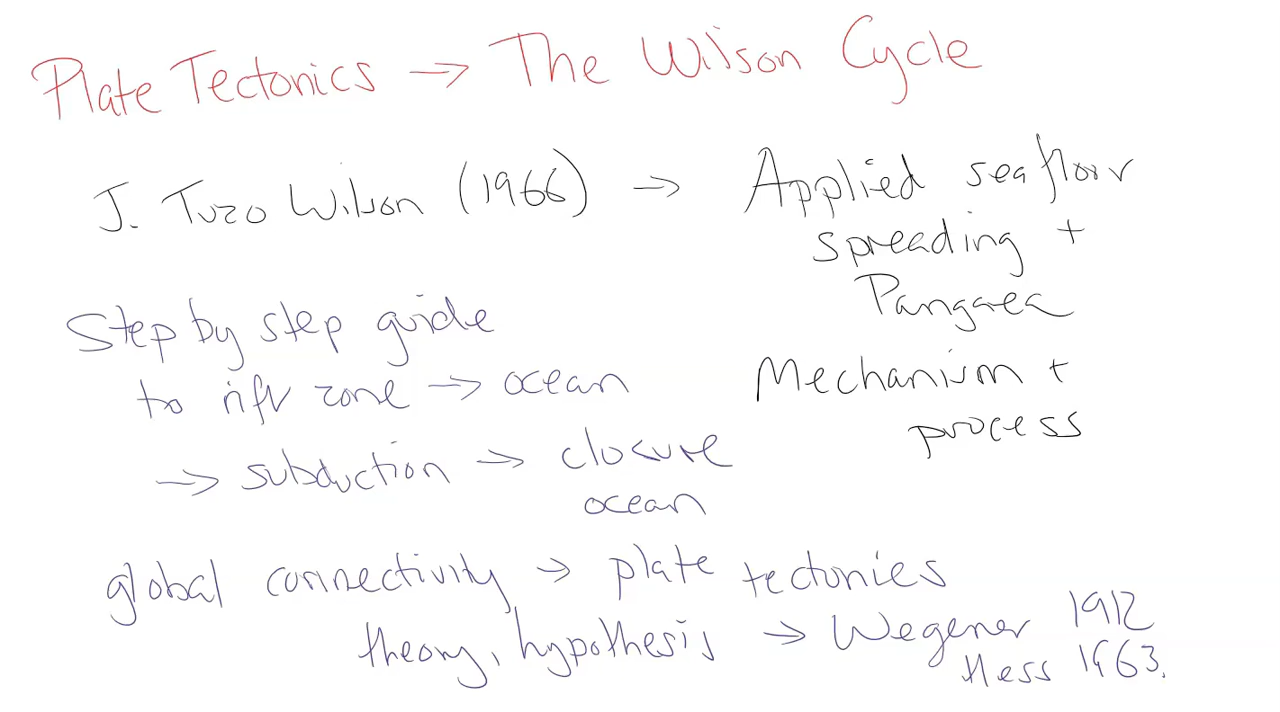 Plate Tectonics → The Wilson Cycle
J. Tuzo Wilson (1966) → Applied seafloor
spreading +
Pangaea
Mechanism +
process
Step by step guide
to rift zone → ocean
→ subduction → closure
ocean
global connectivity → plate tectonics
theory, hypothesis → Wegener 1912
Hess 1963.